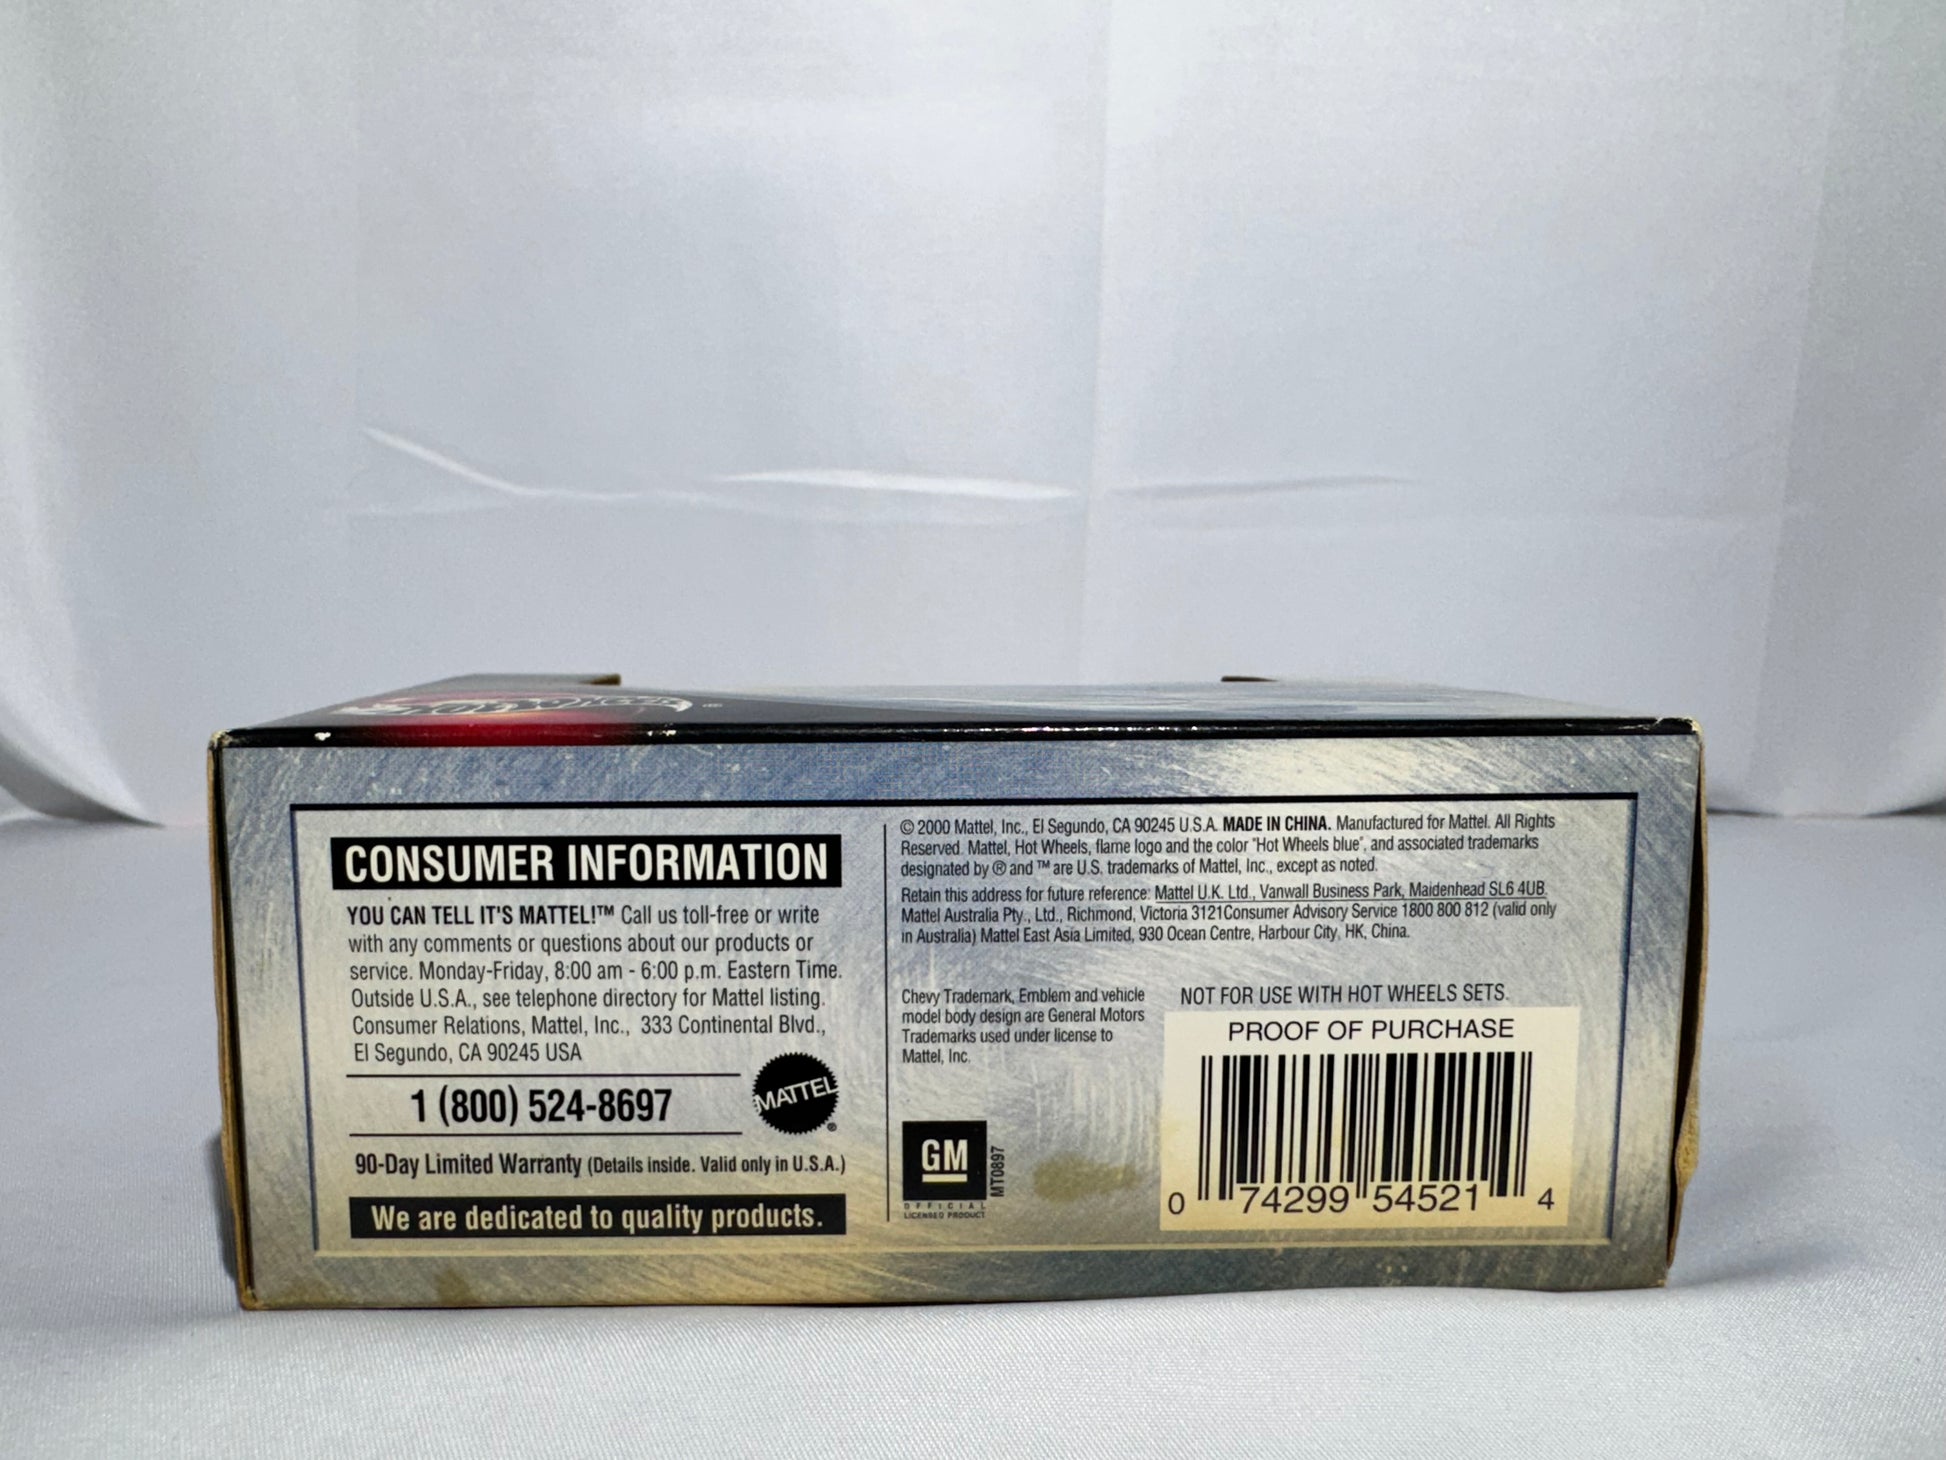 CONSUMER INFORMATION
YOU CAN TELL IT'S MATTEL!™ Call us toll-free or write
with any comments or questions about our products or
service. Monday-Friday, 8:00 am - 6:00 p.m. Eastern Time.
Outside U.S.A., see telephone directory for Mattel listing.
Consumer Relations, Mattel, Inc., 333 Continental Blvd.,
El Segundo, CA 90245 USA
1 (800) 524-8697
MATTEL
®
90-Day Limited Warranty (Details inside. Valid only in U.S.A.)
We are dedicated to quality products.
© 2000 Mattel, Inc., El Segundo, CA 90245 U.S.A. MADE IN CHINA. Manufactured for Mattel. All Rights
Reserved. Mattel, Hot Wheels, flame logo and the color "Hot Wheels blue", and associated trademarks
designated by ® and ™ are U.S. trademarks of Mattel, Inc., except as noted.
Retain this address for future reference: Mattel U.K. Ltd., Vanwall Business Park, Maidenhead SL6 4UB.
Mattel Australia Pty., Ltd., Richmond, Victoria 3121Consumer Advisory Service 1800 800 812 (valid only
in Australia) Mattel East Asia Limited, 930 Ocean Centre, Harbour City, HK, China.
Chevy Trademark, Emblem and vehicle
model body design are General Motors
Trademarks used under license to
Mattel, Inc.
GM
OFFICIAL
LICENSED PRODUCT
MT0897
NOT FOR USE WITH HOT WHEELS SETS.
PROOF OF PURCHASE
0 74299 54521 4